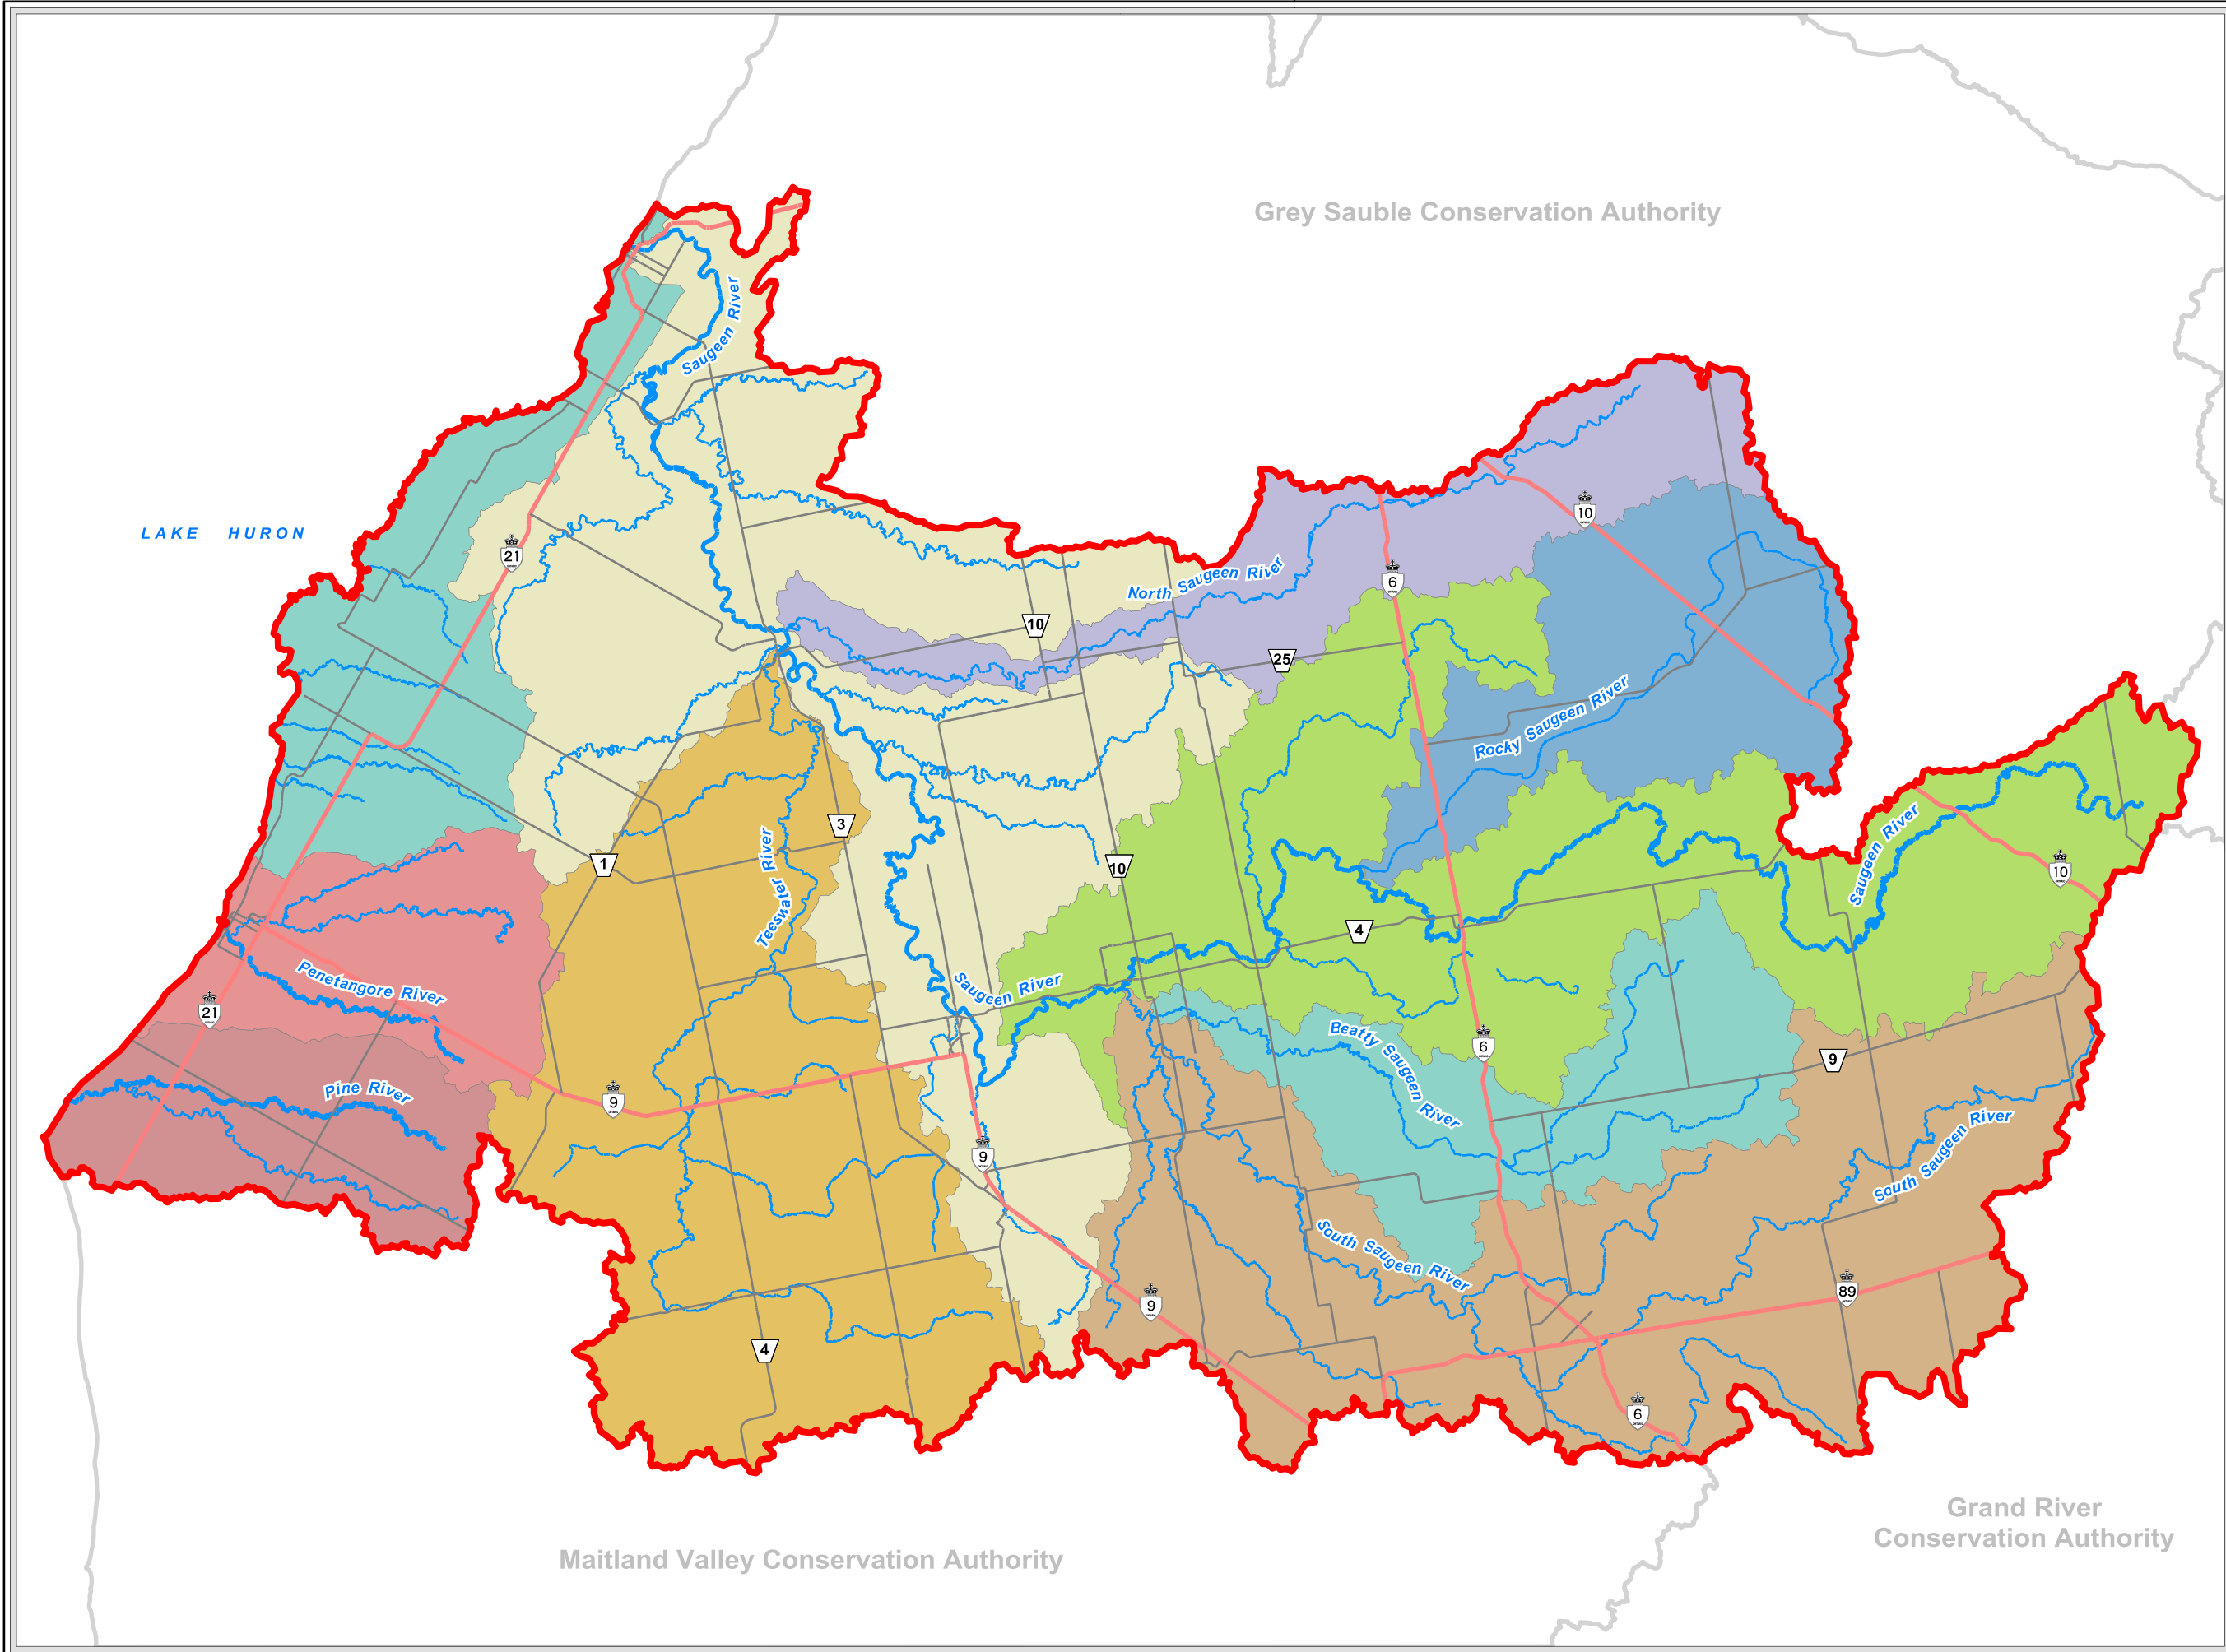 Grey Sauble Conservation Authority
Saugeen River
LAKE HURON
10
21
North Saugeen River
6
10
25
Rocky Saugeen River
3
1
10
Saugeen River
10
Teeswater River
4
Penetangore River
Saugeen River
21
Beatty Saugeen River
6
9
Pine River
9
South Saugeen River
9
South Saugeen River
9
89
4
6
Grand River
Conservation Authority
Maitland Valley Conservation Authority